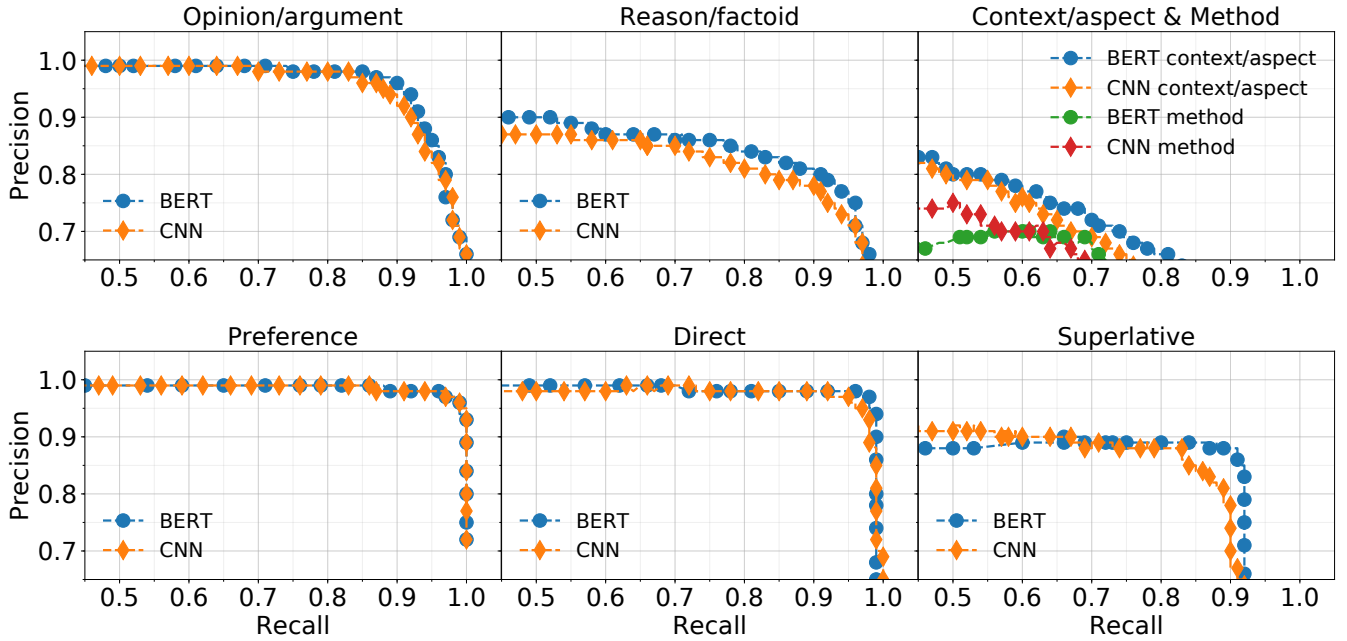 Opinion/argument
Reason/factoid
Context/aspect & Method
Precision
1.0
0.9
0.8
0.7
BERT
CNN
0.5 0.6 0.7 0.8 0.9 1.0
BERT
CNN
0.5 0.6 0.7 0.8 0.9 1.0
BERT context/aspect
CNN context/aspect
BERT method
CNN method
0.5 0.6 0.7 0.8 0.9 1.0
Preference
Direct
Superlative
Precision
1.0
0.9
0.8
0.7
BERT
CNN
0.5 0.6 0.7 0.8 0.9 1.0
Recall
BERT
CNN
0.5 0.6 0.7 0.8 0.9 1.0
Recall
BERT
CNN
0.5 0.6 0.7 0.8 0.9 1.0
Recall